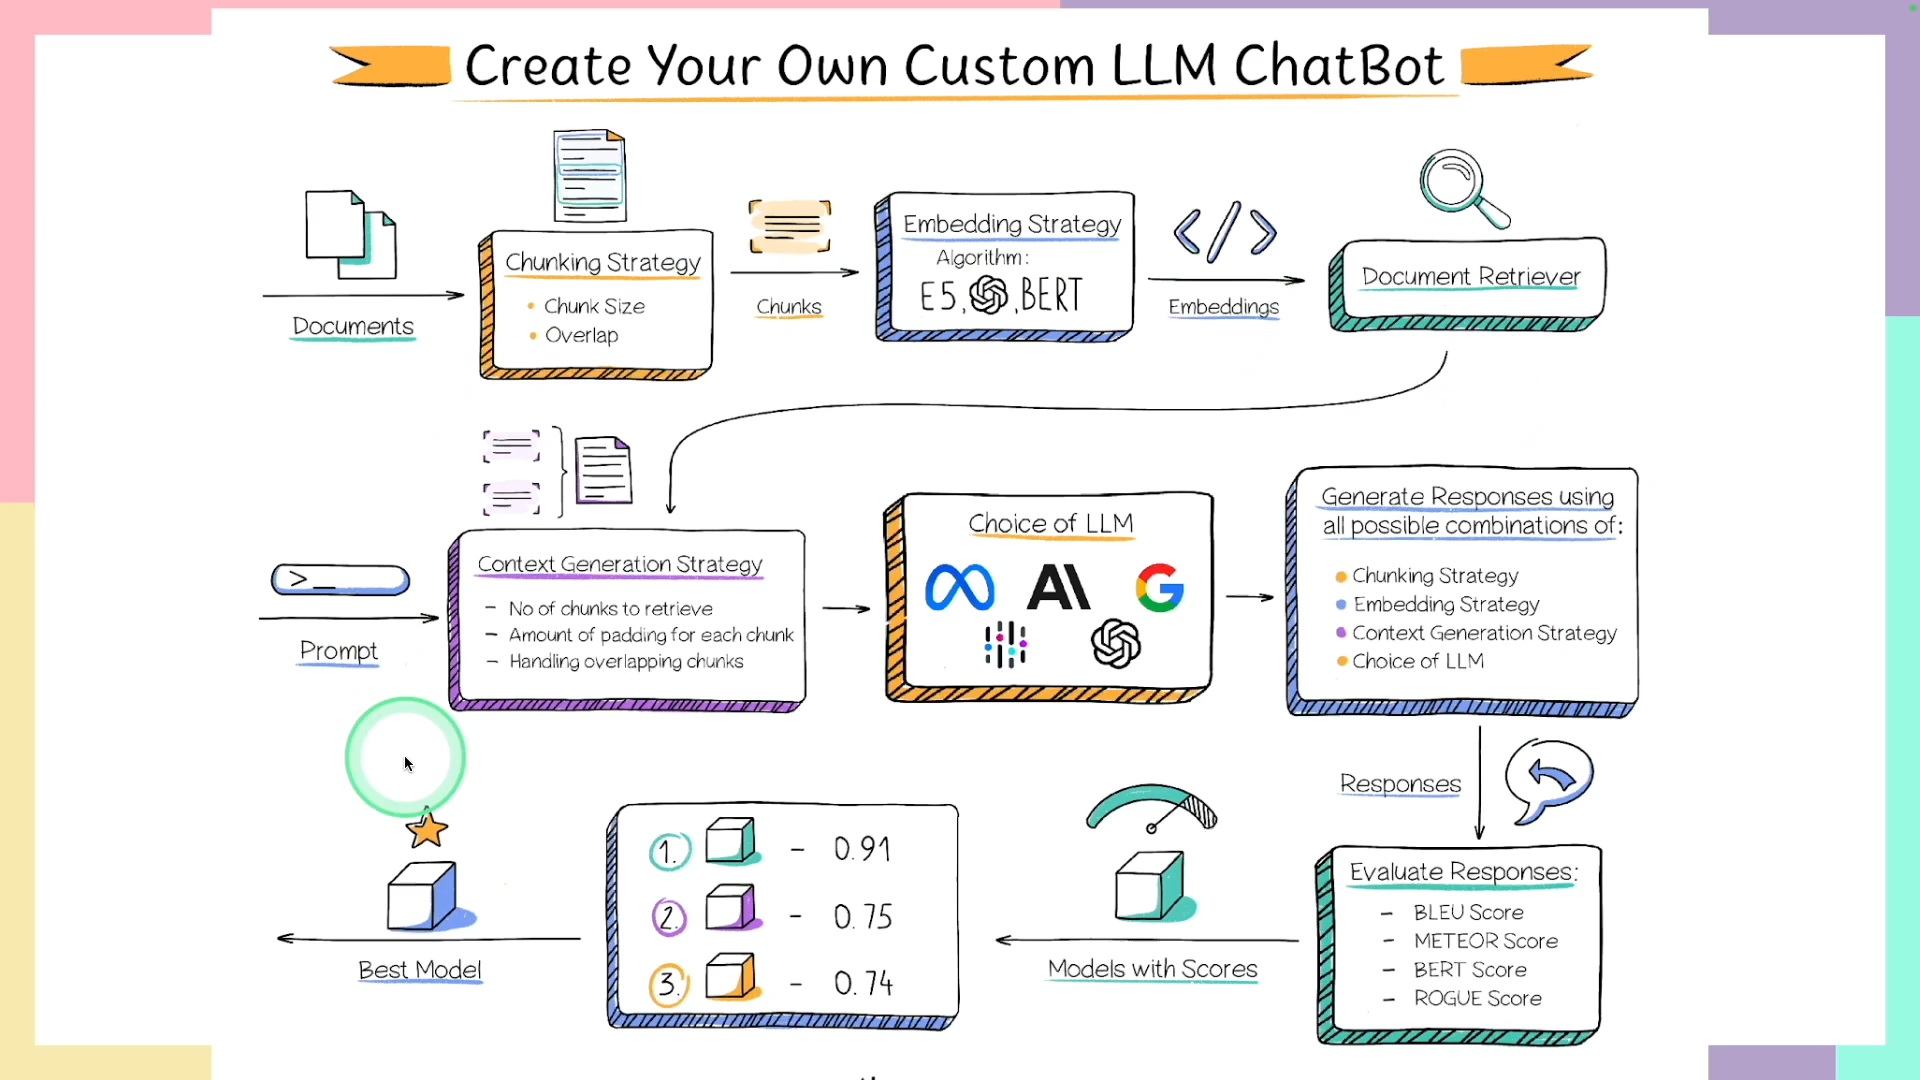 Create Your Own Custom LLM ChatBot
Documents
Chunking Strategy
• Chunk Size
• Overlap
Chunks
Embedding Strategy
Algorithm:
E5, , BERT
</>
Embeddings
Document Retriever
>_
Prompt
Context Generation Strategy
- No of chunks to retrieve
- Amount of padding for each chunk
- Handling overlapping chunks
Choice of LLM
Generate Responses using
all possible combinations of:
• Chunking Strategy
• Embedding Strategy
• Context Generation Strategy
• Choice of LLM
Responses
Evaluate Responses:
- BLEU Score
- METEOR Score
- BERT Score
- ROGUE Score
Models with Scores
1. - 0.91
2. - 0.75
3. - 0.74
Best Model